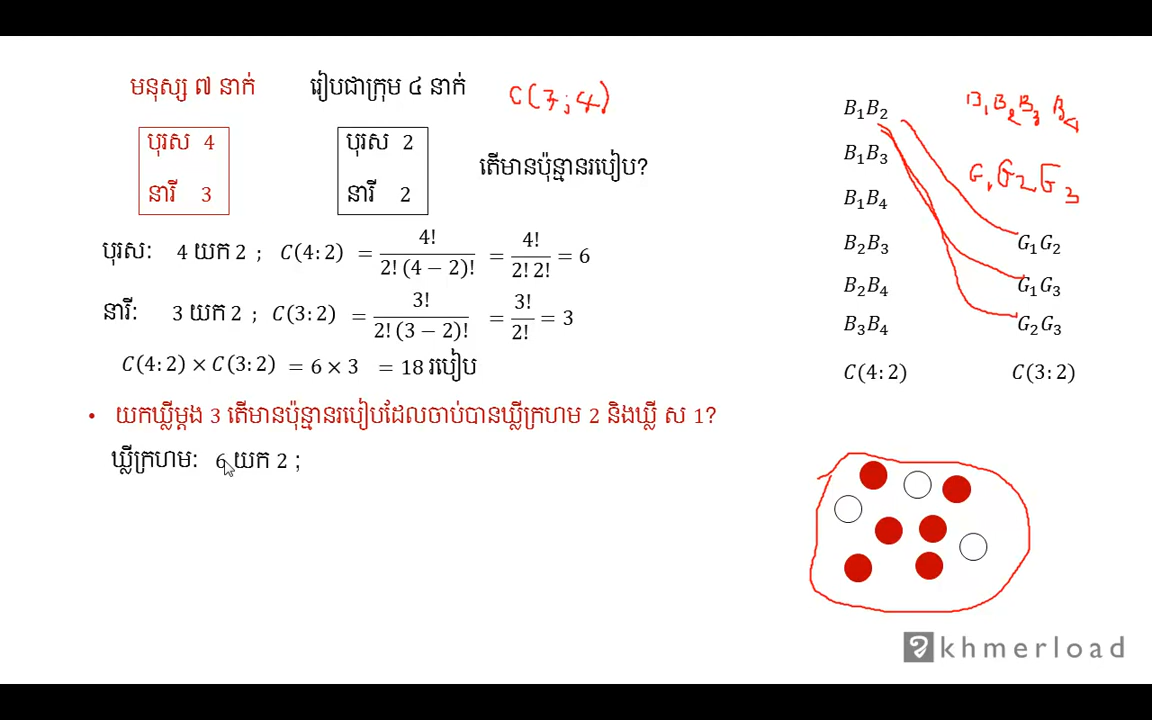 មនុស្ស ៧ នាក់ រៀបជាក្រុម ៤ នាក់ C(7;4)
បុរស 4
នារី 3
បុរស 2
នារី 2
តើមានប៉ុន្មានរបៀប?
បុរស: 4 យក 2 ; C(4:2) = 4! / 2! (4 − 2)! = 4! / 2! 2! = 6
នារី: 3 យក 2 ; C(3:2) = 3! / 2! (3 − 2)! = 3! / 2! = 3
C(4:2) × C(3:2) = 6 × 3 = 18 របៀប
• យកឃ្លីម្តង 3 តើមានប៉ុន្មានរបៀបដែលចាប់បានឃ្លីក្រហម 2 និងឃ្លី ស 1?
ឃ្លីក្រហម: 6 យក 2 ;
B1B2
B1B3
B1B4
B2B3
B2B4
B3B4
C(4:2)
B1 B2 B3 B4
G1 G2 G3
G1G2
G1G3
G2G3
C(3:2)
khmerload